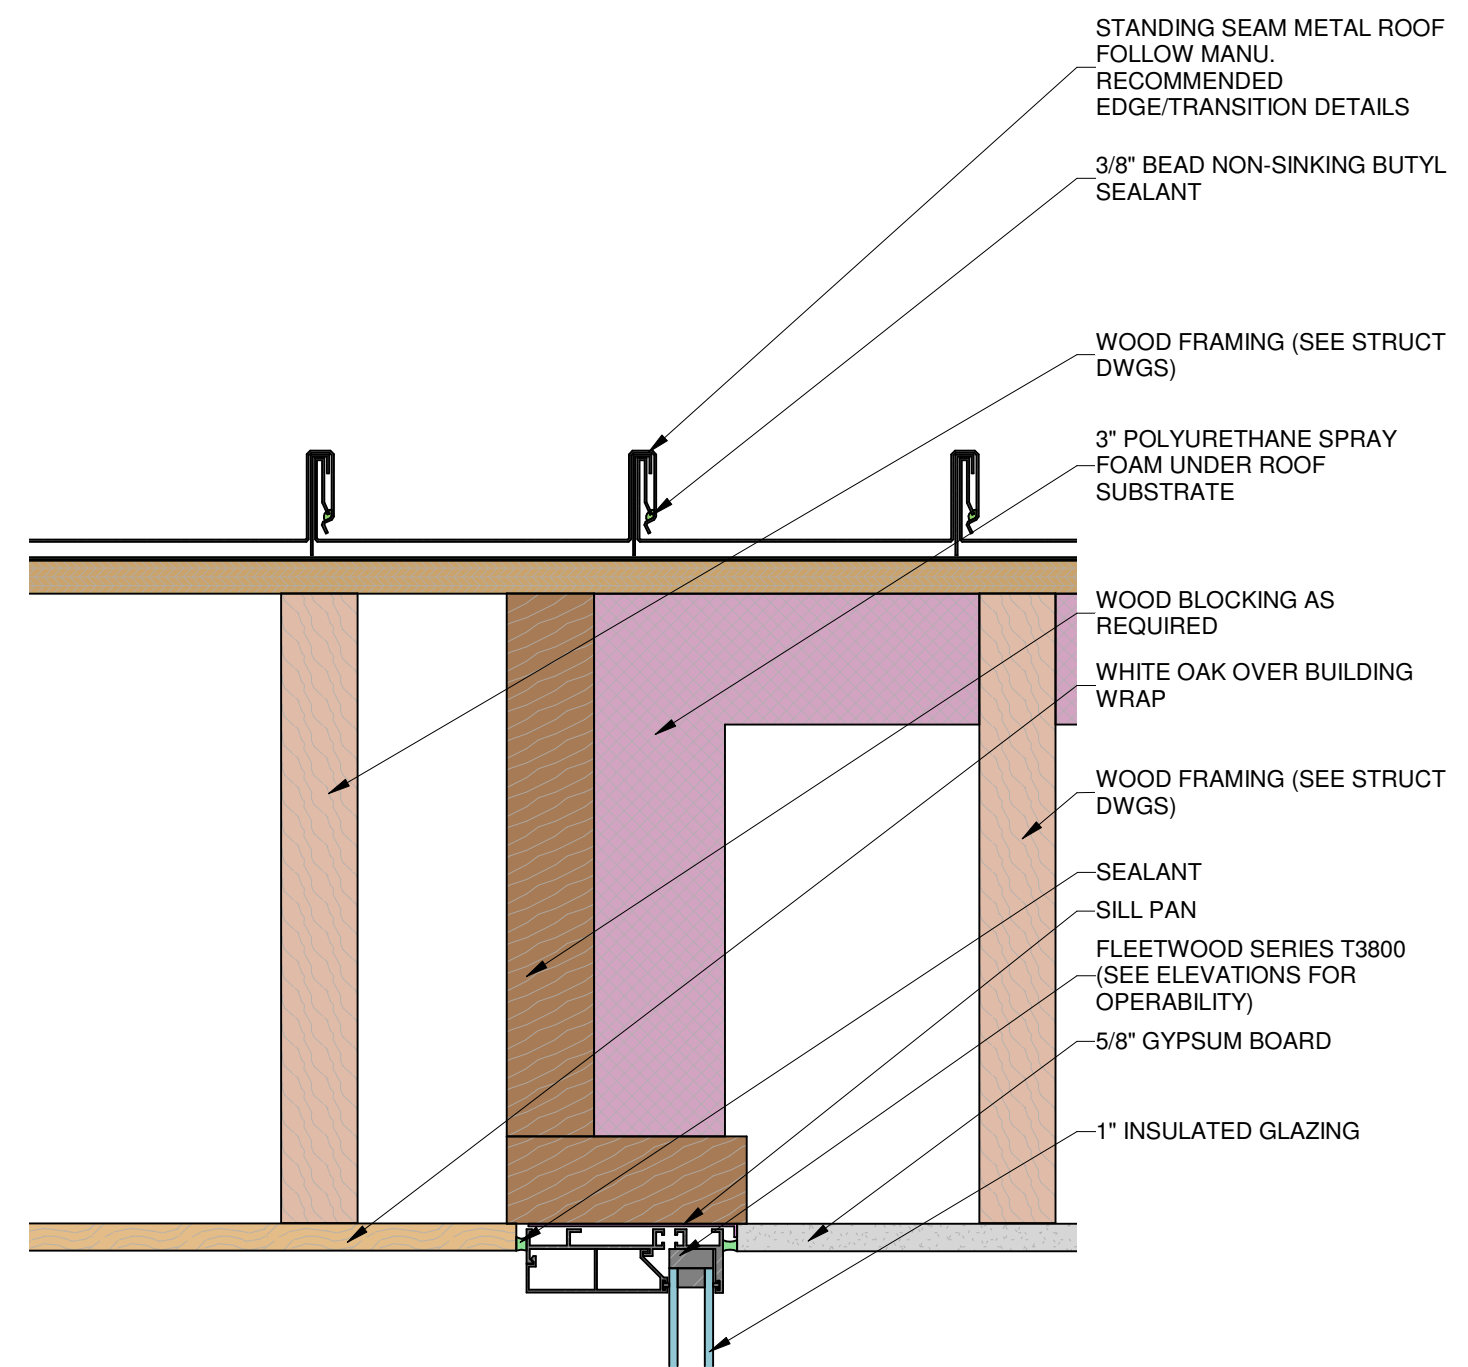 STANDING SEAM METAL ROOF
FOLLOW MANU.
RECOMMENDED
EDGE/TRANSITION DETAILS
3/8" BEAD NON-SINKING BUTYL
SEALANT
WOOD FRAMING (SEE STRUCT
DWGS)
3" POLYURETHANE SPRAY
FOAM UNDER ROOF
SUBSTRATE
WOOD BLOCKING AS
REQUIRED
WHITE OAK OVER BUILDING
WRAP
WOOD FRAMING (SEE STRUCT
DWGS)
SEALANT
SILL PAN
FLEETWOOD SERIES T3800
(SEE ELEVATIONS FOR
OPERABILITY)
5/8" GYPSUM BOARD
1" INSULATED GLAZING